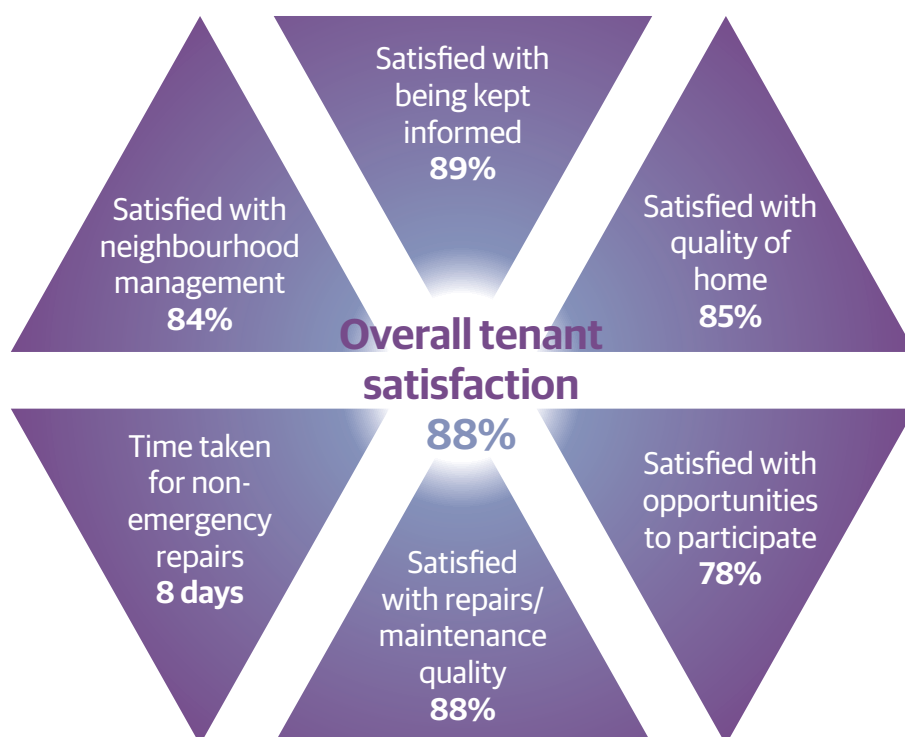 Satisfied with
being kept
informed
89%
Satisfied with
neighbourhood
management
84%
Satisfied with
quality of
home
85%
Overall tenant
satisfaction
88%
Time taken
for non-
emergency
repairs
8 days
Satisfied
with repairs/
maintenance
quality
88%
Satisfied with
opportunities
to participate
78%